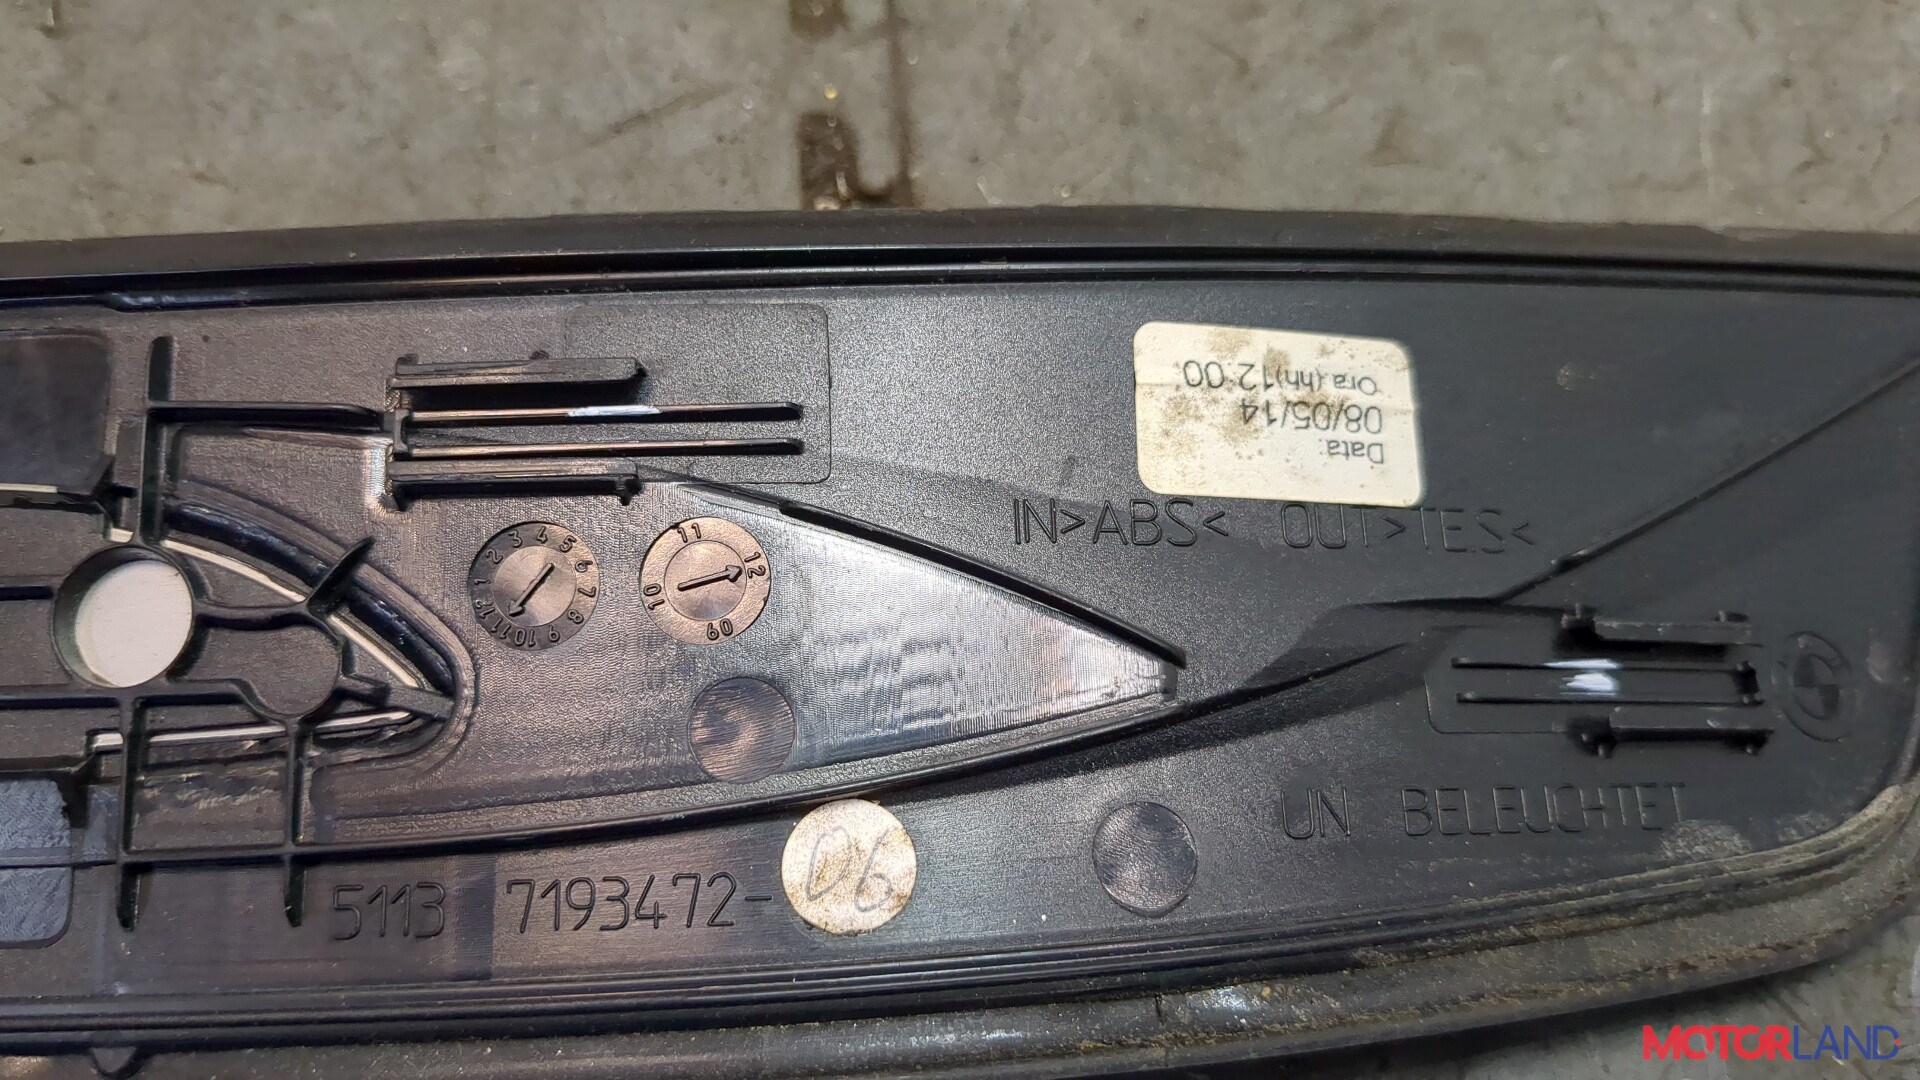 Data:
08/05/14
Ora (hh)12:00
IN>ABS< OUT>TES<
3 4 5 6 7 8 9 10 11 12 1 2
11 12 09 10
UN BELEUCHTET
5113 7193472-06
MOTORLAND